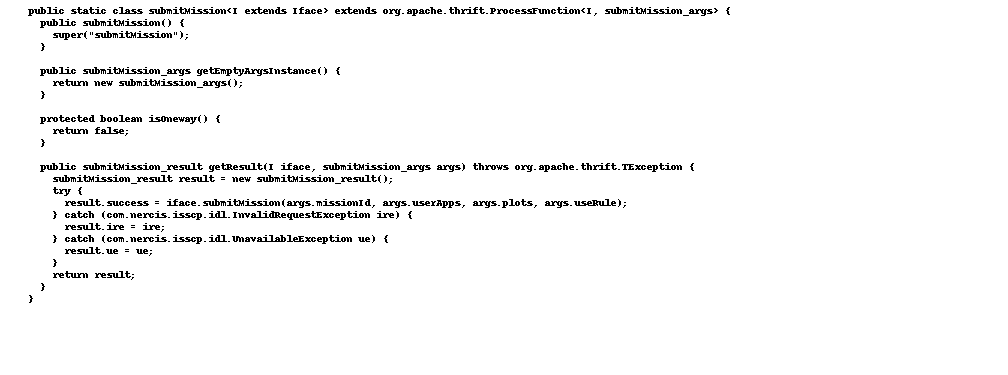 public static class submitMission<I extends Iface> extends org.apache.thrift.ProcessFunction<I, submitMission_args> {
  public submitMission() {
    super("submitMission");
  }

  public submitMission_args getEmptyArgsInstance() {
    return new submitMission_args();
  }

  protected boolean isOneway() {
    return false;
  }

  public submitMission_result getResult(I iface, submitMission_args args) throws org.apache.thrift.TException {
    submitMission_result result = new submitMission_result();
    try {
      result.success = iface.submitMission(args.missionId, args.userApps, args.plots, args.useRule);
    } catch (com.nercis.isscp.idl.InvalidRequestException ire) {
      result.ire = ire;
    } catch (com.nercis.isscp.idl.UnavailableException ue) {
      result.ue = ue;
    }
    return result;
  }
}